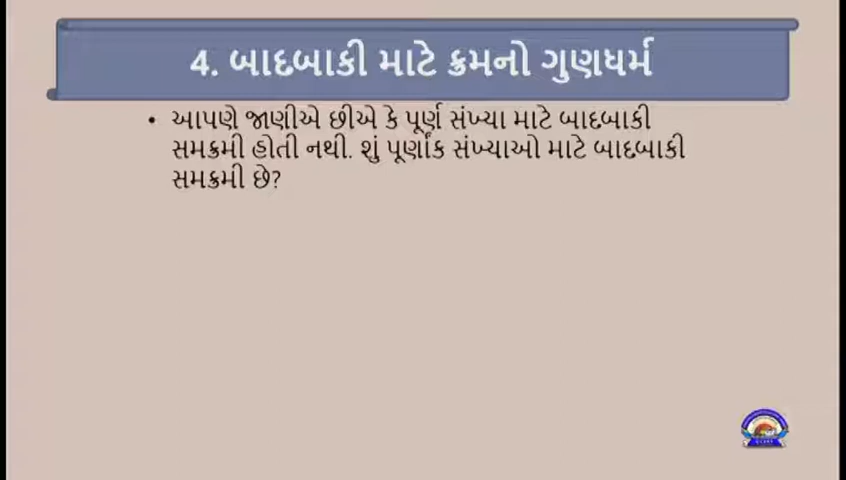 4. બાદબાકી માટે ક્રમનો ગુણધર્મ
• આપણે જાણીએ છીએ કે પૂર્ણ સંખ્યા માટે બાદબાકી
સમક્રમી હોતી નથી. શું પૂર્ણાંક સંખ્યાઓ માટે બાદબાકી
સમક્રમી છે?